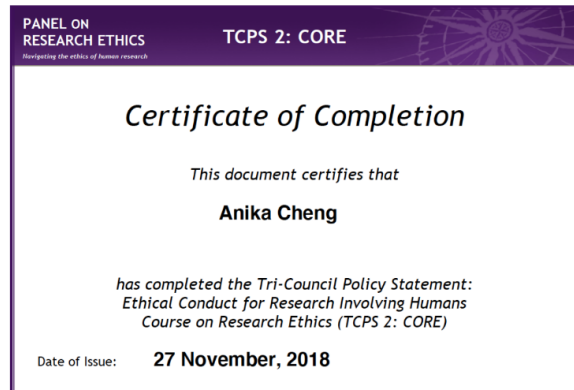 PANEL ON
RESEARCH ETHICS
Navigating the ethics of human research
TCPS 2: CORE
Certificate of Completion
This document certifies that
Anika Cheng
has completed the Tri-Council Policy Statement:
Ethical Conduct for Research Involving Humans
Course on Research Ethics (TCPS 2: CORE)
Date of Issue: 27 November, 2018